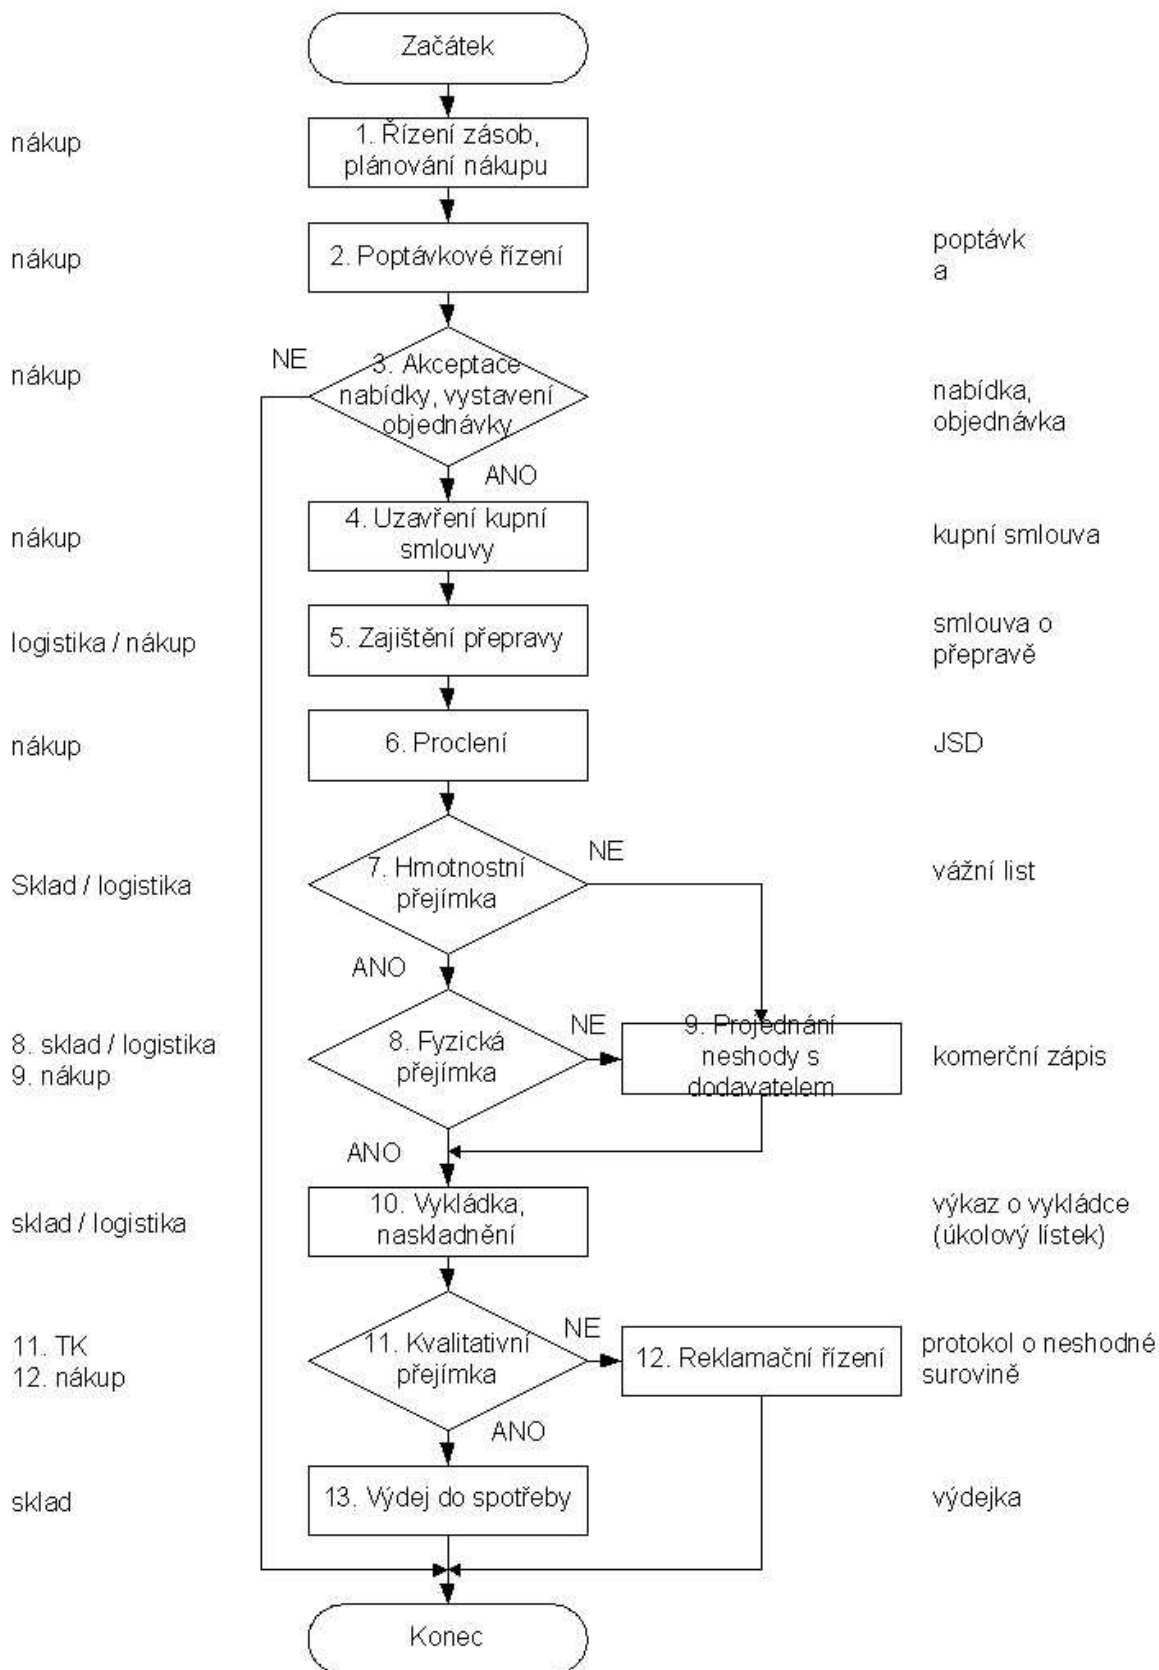 Začátek
nákup
1. Řízení zásob,
plánování nákupu
nákup
2. Poptávkové řízení
poptávk
a
nákup
NE
3. Akceptace
nabídky, vystavení
objednávky
nabídka,
objednávka
ANO
nákup
4. Uzavření kupní
smlouvy
kupní smlouva
logistika / nákup
5. Zajištění přepravy
smlouva o
přepravě
nákup
6. Proclení
JSD
Sklad / logistika
7. Hmotnostní
přejímka
NE
vážní list
ANO
8. sklad / logistika
9. nákup
8. Fyzická
přejímka
NE
9. Projednání
neshody s
dodavatelem
komerční zápis
ANO
sklad / logistika
10. Vykládka,
naskladnění
výkaz o vykládce
(úkolový lístek)
11. TK
12. nákup
11. Kvalitativní
přejímka
NE
12. Reklamační řízení
protokol o neshodné
surovině
ANO
sklad
13. Výdej do spotřeby
výdejka
Konec